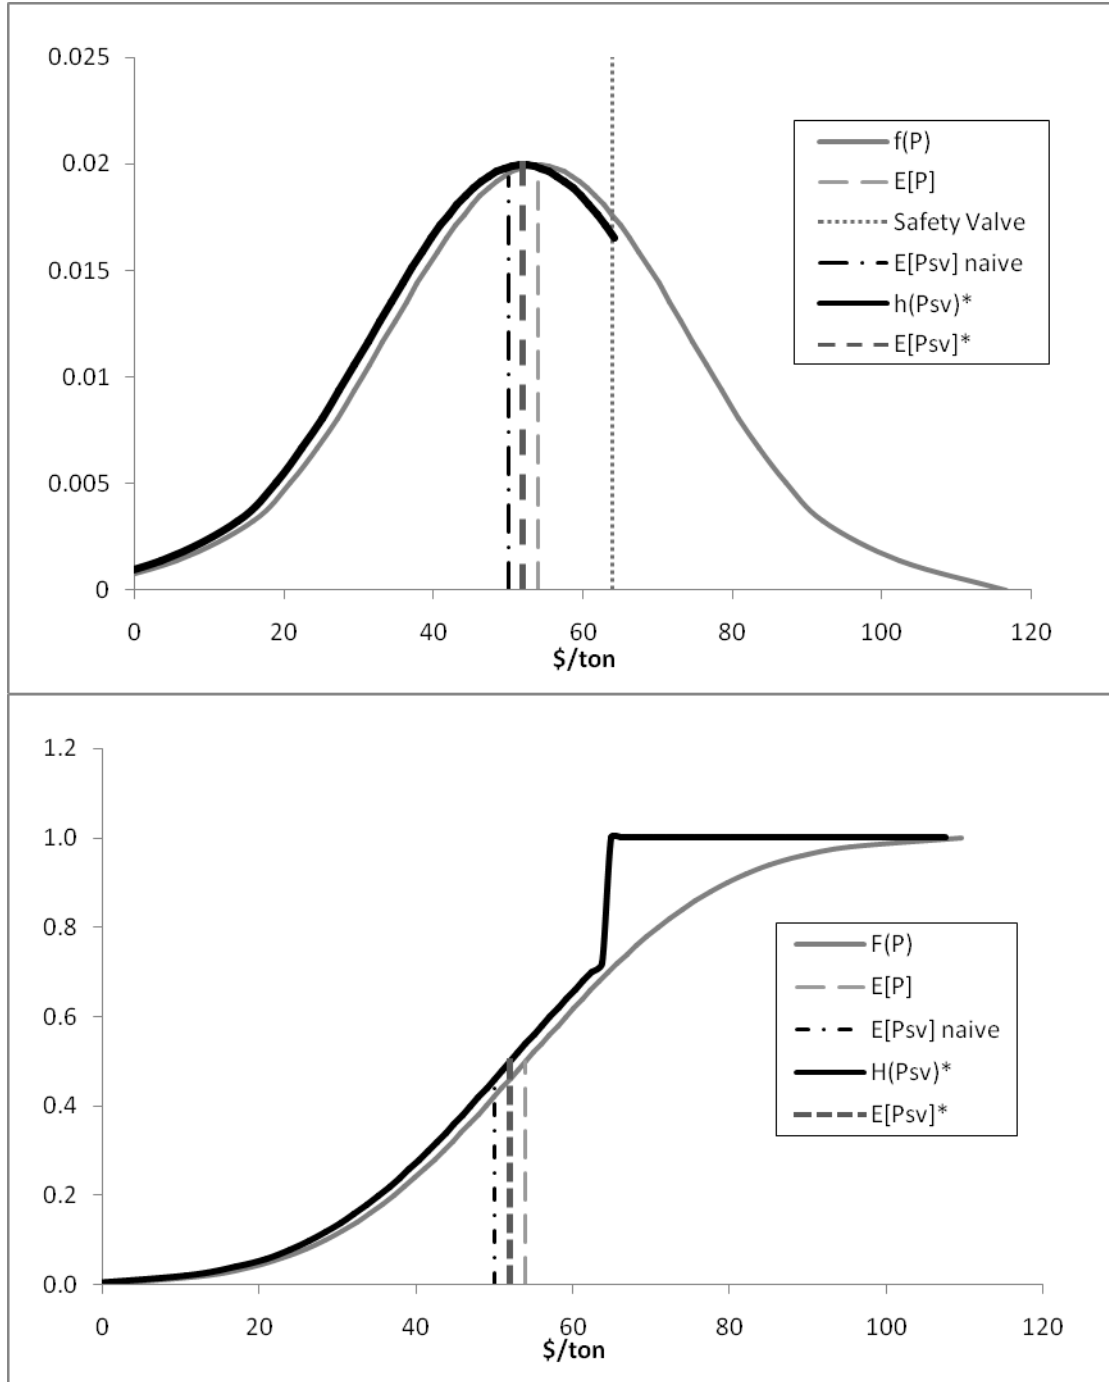 0.025
0.02
0.015
0.01
0.005
0
f(P)
E[P]
Safety Valve
E[Psv] naive
h(Psv)*
E[Psv]*
0 20 40 60 80 100 120
$/ton
1.2
1.0
0.8
0.6
0.4
0.2
0.0
F(P)
E[P]
E[Psv] naive
H(Psv)*
E[Psv]*
0 20 40 60 80 100 120
$/ton